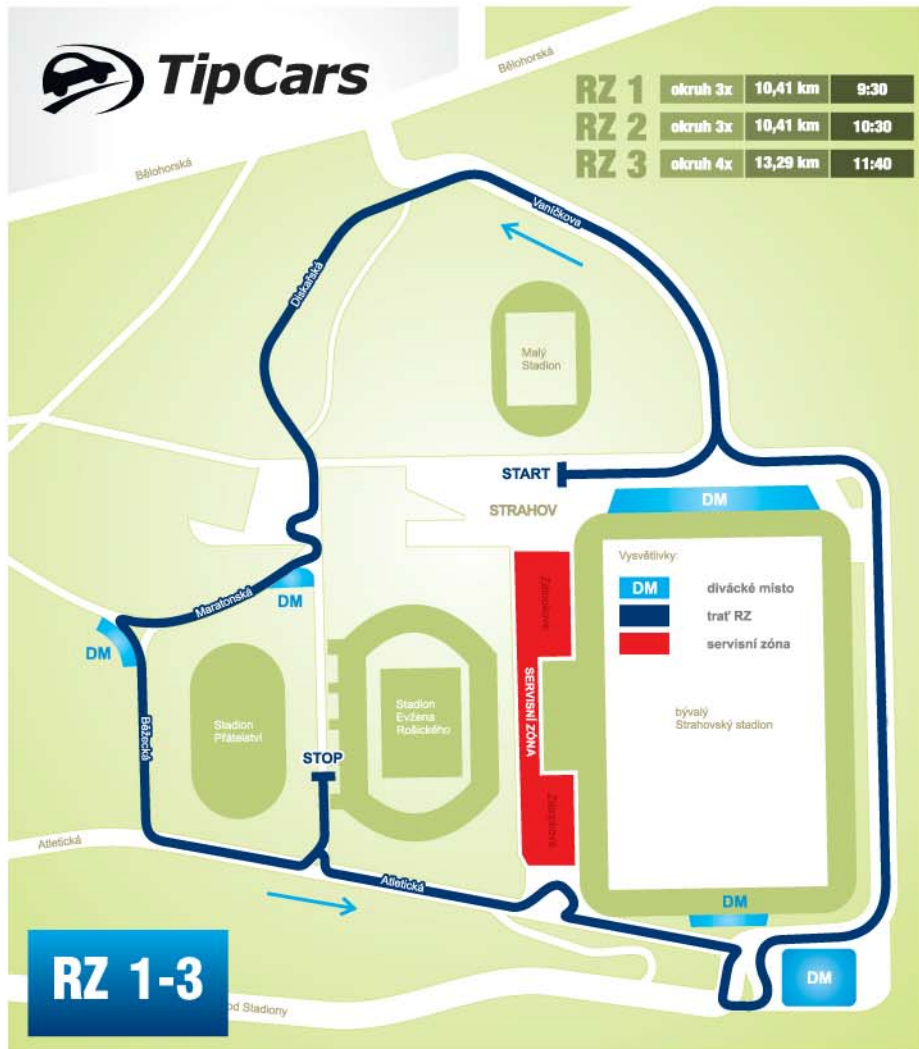 TipCars
Bělohorská
Bělohorská
RZ 1 okruh 3x 10,41 km 9:30
RZ 2 okruh 3x 10,41 km 10:30
RZ 3 okruh 4x 13,29 km 11:40
Vaníčkova
Diskařská
Malý
Stadion
START
STRAHOV
DM
Vysvětlivky:
DM divácké místo
trať RZ
servisní zóna
Zátopkova
SERVISNÍ ZÓNA
Zátopkova
Maratonská
DM
DM
Běžecká
Stadion
Přátelství
Stadion
Evžena
Rošického
bývalý
Strahovský stadion
STOP
Atletická
Atletická
DM
DM
RZ 1-3
od Stadiony